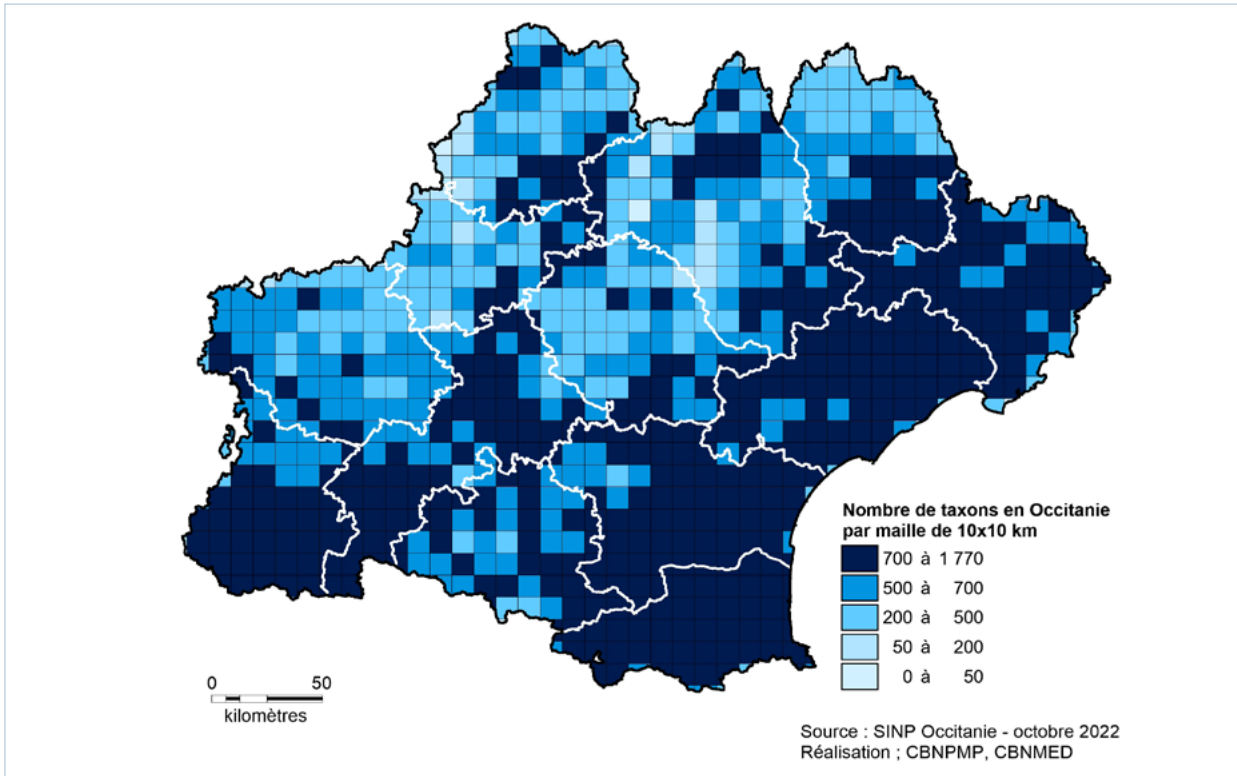 Nombre de taxons en Occitanie
par maille de 10x10 km
700 à 1 770
500 à 700
200 à 500
50 à 200
0 à 50
0 50
kilomètres
Source : SINP Occitanie - octobre 2022
Réalisation ; CBNPMP, CBNMED